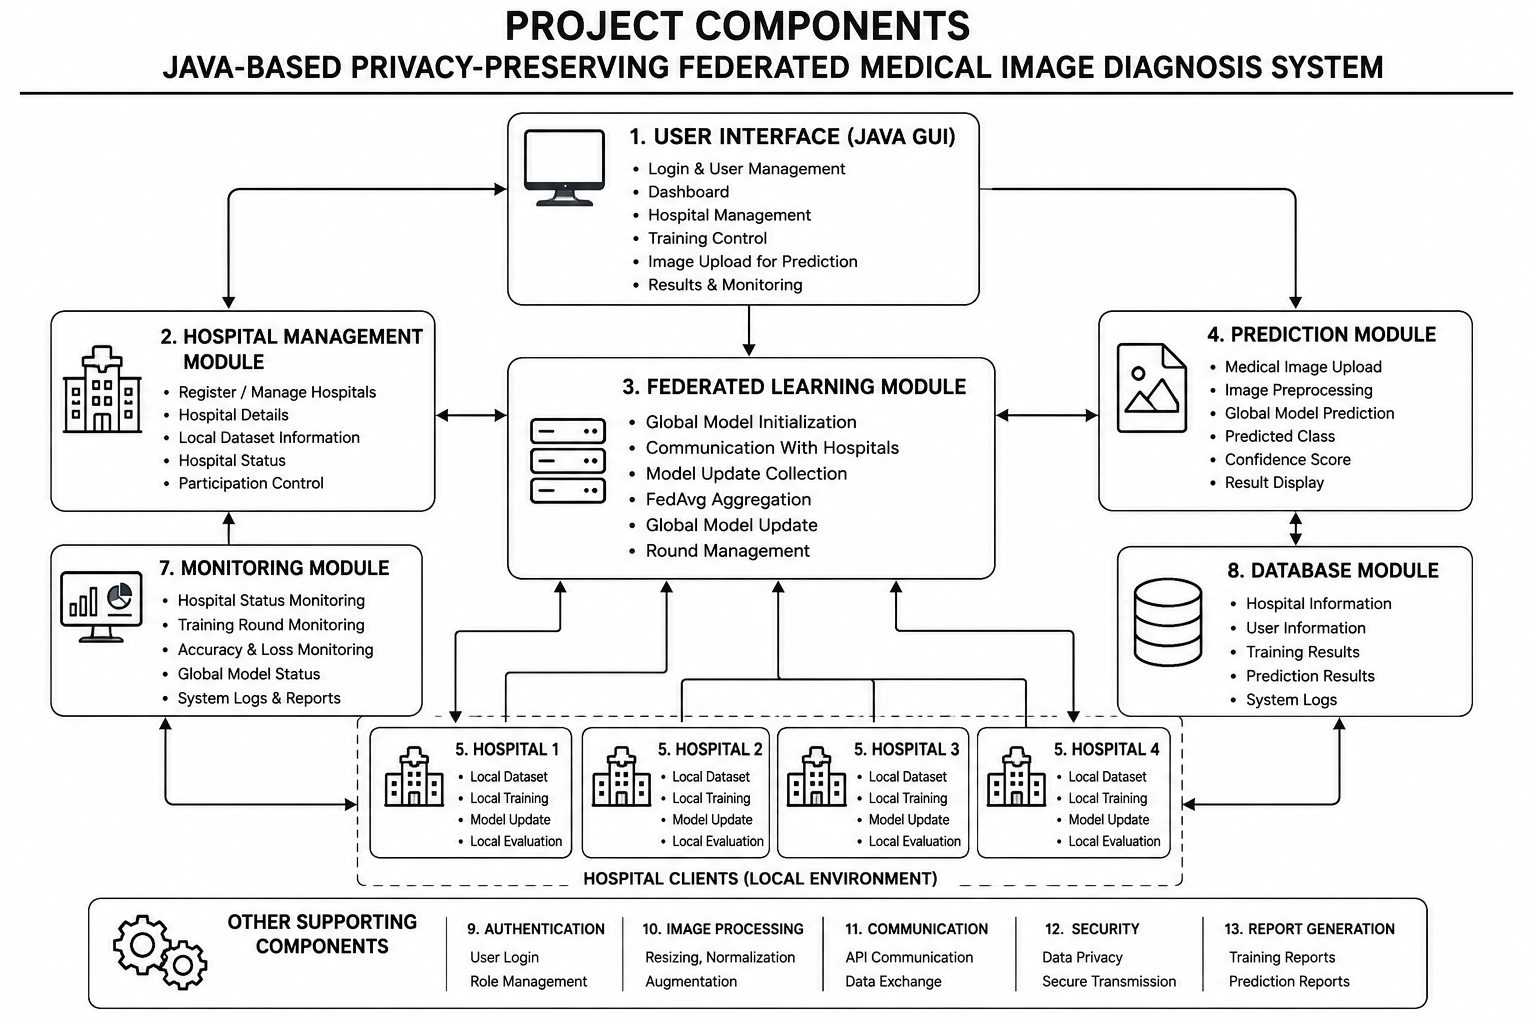 PROJECT COMPONENTS
JAVA-BASED PRIVACY-PRESERVING FEDERATED MEDICAL IMAGE DIAGNOSIS SYSTEM
1. USER INTERFACE (JAVA GUI)
• Login & User Management
• Dashboard
• Hospital Management
• Training Control
• Image Upload for Prediction
• Results & Monitoring
2. HOSPITAL MANAGEMENT
MODULE
• Register / Manage Hospitals
• Hospital Details
• Local Dataset Information
• Hospital Status
• Participation Control
3. FEDERATED LEARNING MODULE
• Global Model Initialization
• Communication With Hospitals
• Model Update Collection
• FedAvg Aggregation
• Global Model Update
• Round Management
4. PREDICTION MODULE
• Medical Image Upload
• Image Preprocessing
• Global Model Prediction
• Predicted Class
• Confidence Score
• Result Display
7. MONITORING MODULE
• Hospital Status Monitoring
• Training Round Monitoring
• Accuracy & Loss Monitoring
• Global Model Status
• System Logs & Reports
8. DATABASE MODULE
• Hospital Information
• User Information
• Training Results
• Prediction Results
• System Logs
5. HOSPITAL 1
• Local Dataset
• Local Training
• Model Update
• Local Evaluation
5. HOSPITAL 2
• Local Dataset
• Local Training
• Model Update
• Local Evaluation
5. HOSPITAL 3
• Local Dataset
• Local Training
• Model Update
• Local Evaluation
5. HOSPITAL 4
• Local Dataset
• Local Training
• Model Update
• Local Evaluation
HOSPITAL CLIENTS (LOCAL ENVIRONMENT)
OTHER SUPPORTING
COMPONENTS
9. AUTHENTICATION
User Login
Role Management
10. IMAGE PROCESSING
Resizing, Normalization
Augmentation
11. COMMUNICATION
API Communication
Data Exchange
12. SECURITY
Data Privacy
Secure Transmission
13. REPORT GENERATION
Training Reports
Prediction Reports